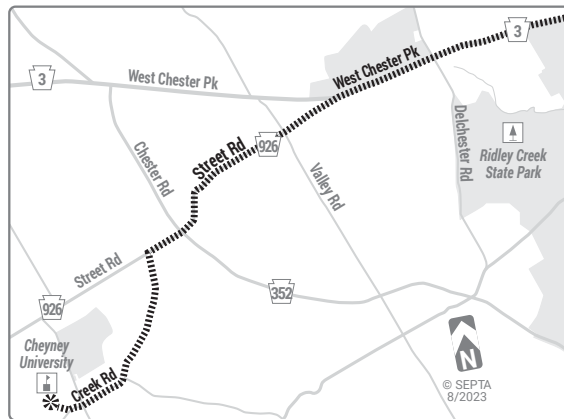 3
West Chester Pk
3
West Chester Pk
Chester Rd
Street Rd
926
Valley Rd
Delchester Rd
Ridley Creek
State Park
Street Rd
926
352
Cheyney
University
Creek Rd
N
© SEPTA
8/2023